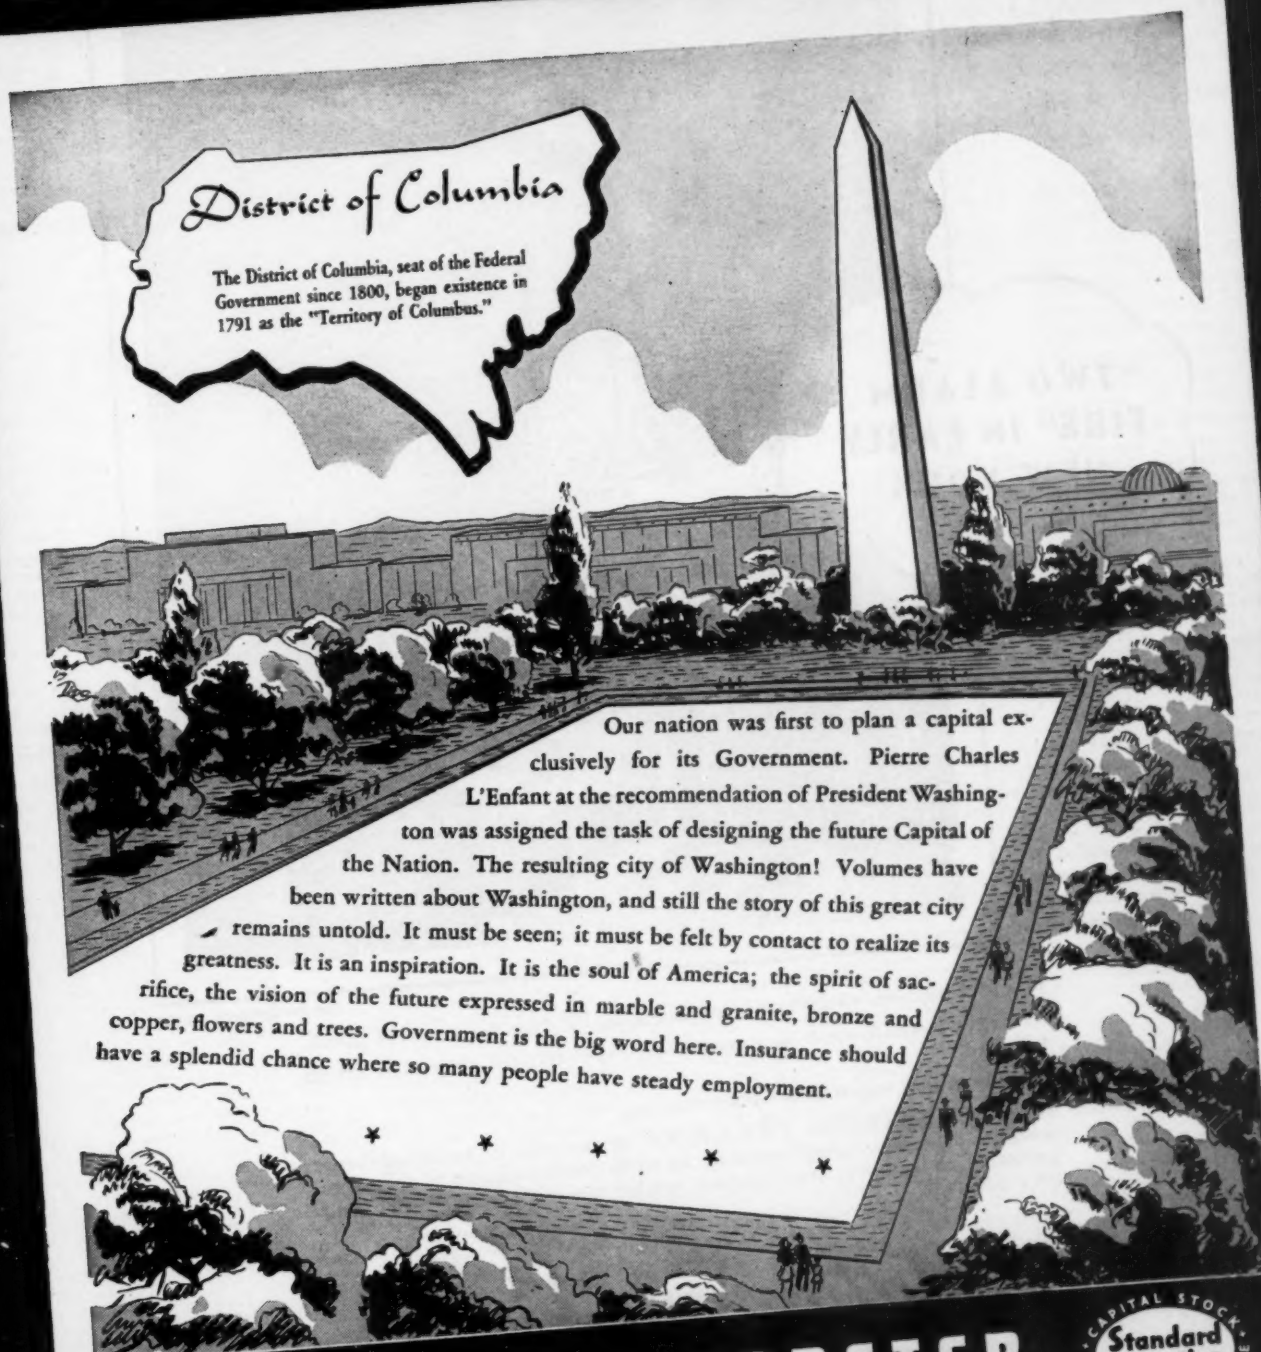 District of Columbia
The District of Columbia, seat of the Federal
Government since 1800, began existence in
1791 as the "Territory of Columbus."
Our nation was first to plan a capital ex-
clusively for its Government. Pierre Charles
L'Enfant at the recommendation of President Washing-
ton was assigned the task of designing the future Capital of
the Nation. The resulting city of Washington! Volumes have
been written about Washington, and still the story of this great city
remains untold. It must be seen; it must be felt by contact to realize its
greatness. It is an inspiration. It is the soul of America; the spirit of sac-
rifice, the vision of the future expressed in marble and granite, bronze and
copper, flowers and trees. Government is the big word here. Insurance should
have a splendid chance where so many people have steady employment.
CAPITAL STOCK
Standard